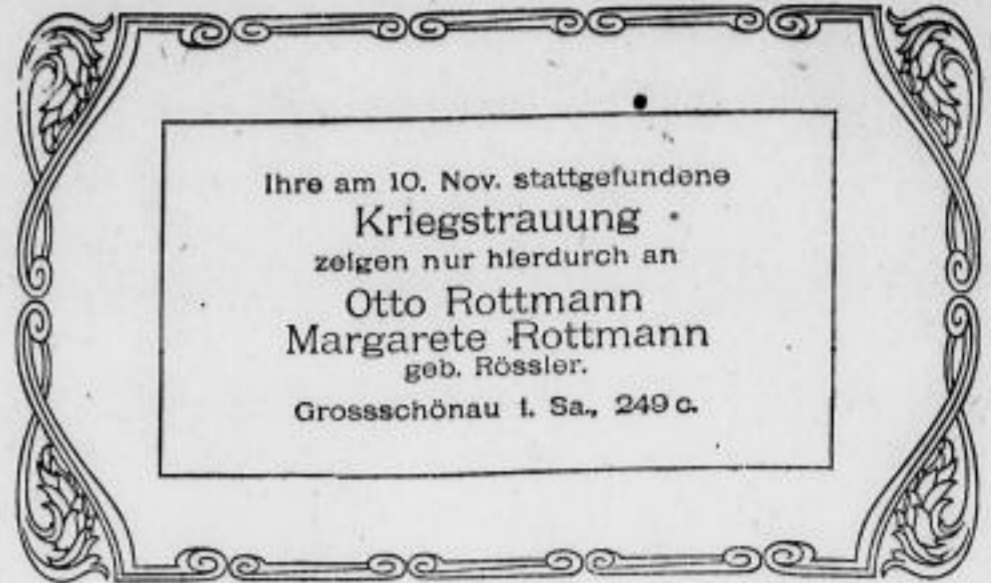 Ihre am 10. Nov. stattgefundene
Kriegstrauung
zeigen nur hierdurch an
Otto Rottmann
Margarete Rottmann
geb. Rössler.
Grossschönau i. Sa., 249 c.